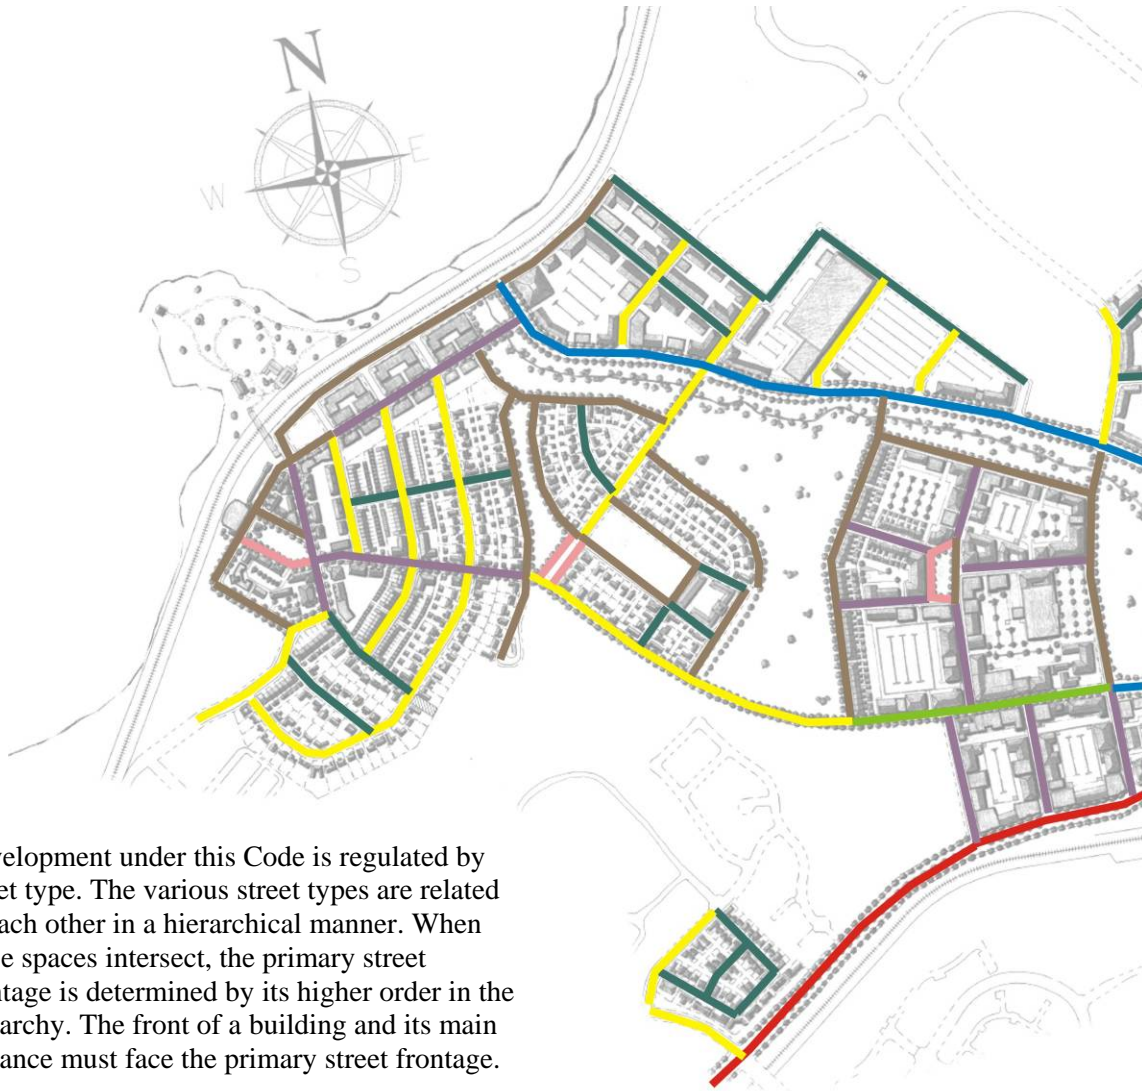 N
E
W
S
velopment under this Code is regulated by
et type. The various street types are related
ach other in a hierarchical manner. When
e spaces intersect, the primary street
ntage is determined by its higher order in the
archy. The front of a building and its main
ance must face the primary street frontage.